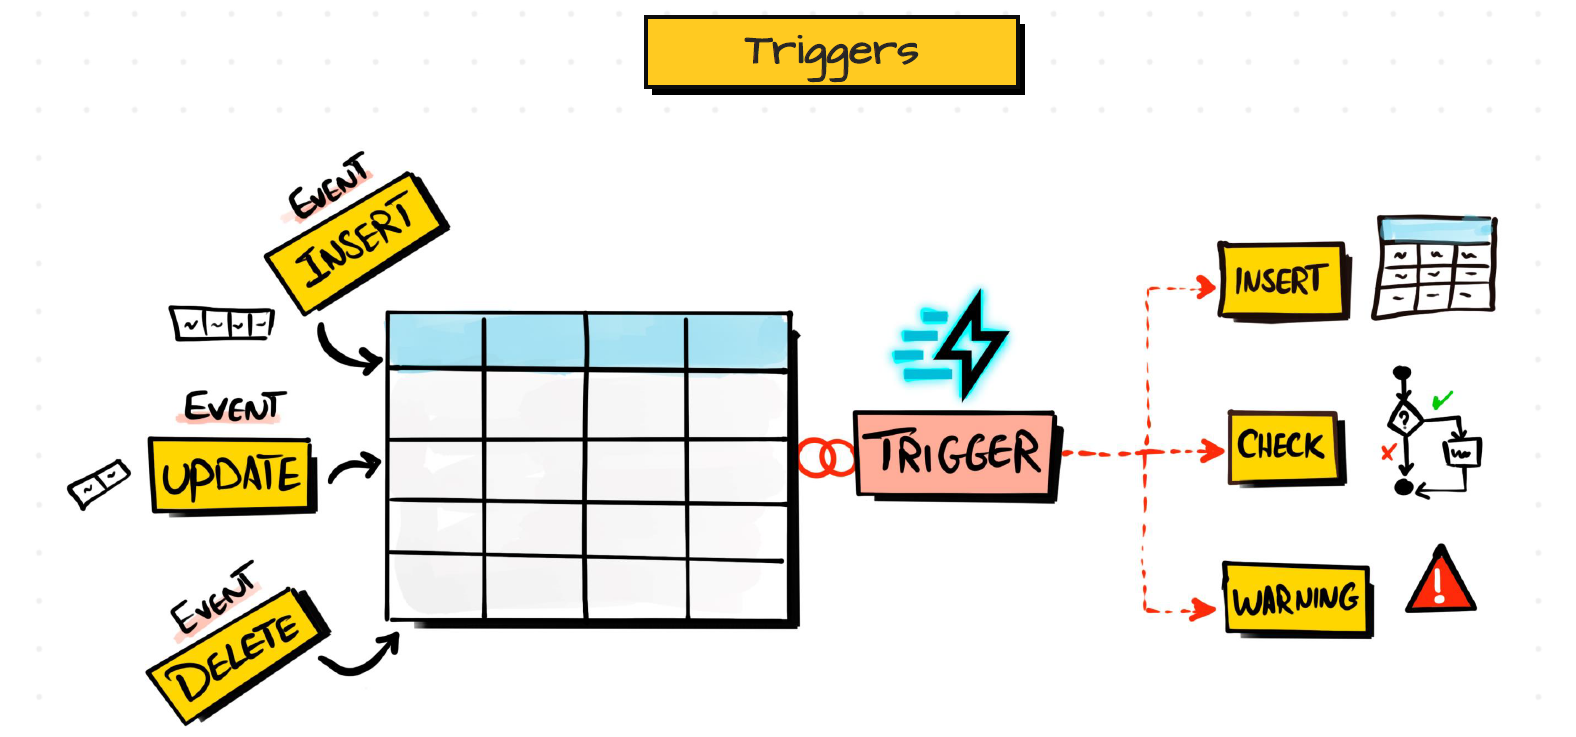 Triggers
EVENT
INSERT
EVENT
UPDATE
EVENT
DELETE
TRIGGER
INSERT
CHECK
?
WARNING
!